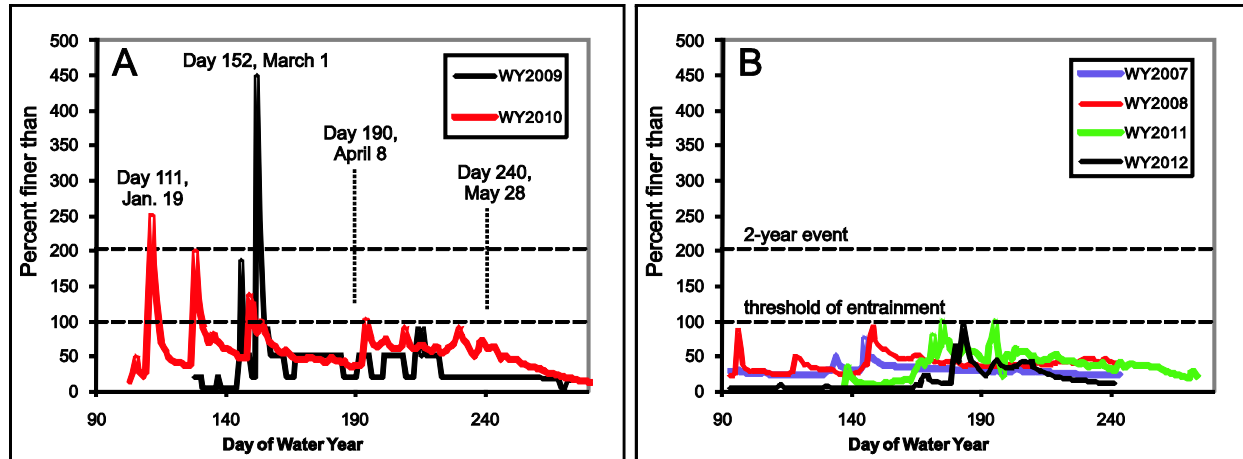 A
Percent finer than
500
450
400
350
300
250
200
150
100
50
0
Day 152, March 1
WY2009
WY2010
Day 190,
April 8
Day 111,
Jan. 19
Day 240,
May 28
90
140
190
240
Day of Water Year
B
Percent finer than
500
450
400
350
300
250
200
150
100
50
0
WY2007
WY2008
WY2011
WY2012
2-year event
threshold of entrainment
90
140
190
240
Day of Water Year